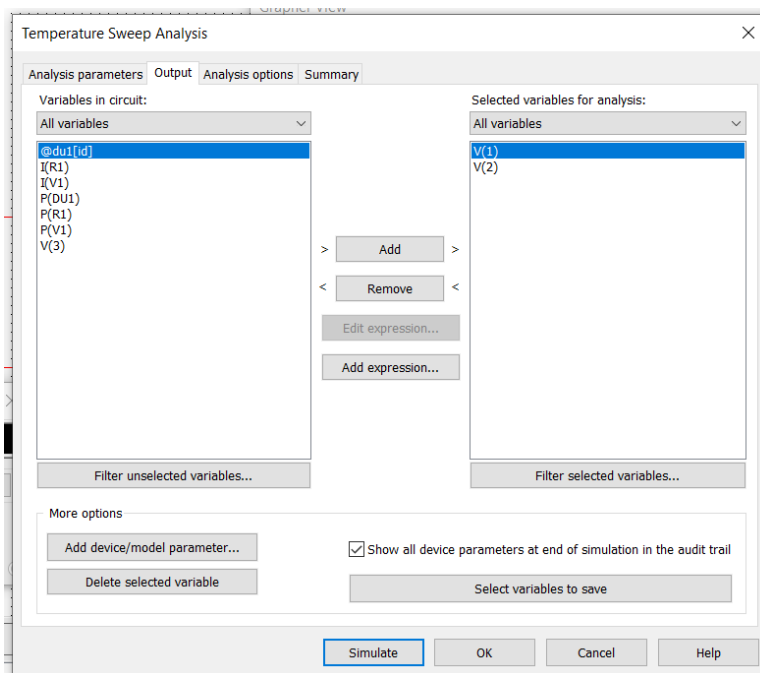 Grapher View
Temperature Sweep Analysis
Analysis parameters Output Analysis options Summary
Variables in circuit:
Selected variables for analysis:
All variables
All variables
@du1[id]
I(R1)
I(V1)
P(DU1)
P(R1)
P(V1)
V(3)
V(1)
V(2)
> Add >
< Remove <
Edit expression...
Add expression...
Filter unselected variables...
Filter selected variables...
More options
Add device/model parameter...
Delete selected variable
Show all device parameters at end of simulation in the audit trail
Select variables to save
Simulate OK Cancel Help